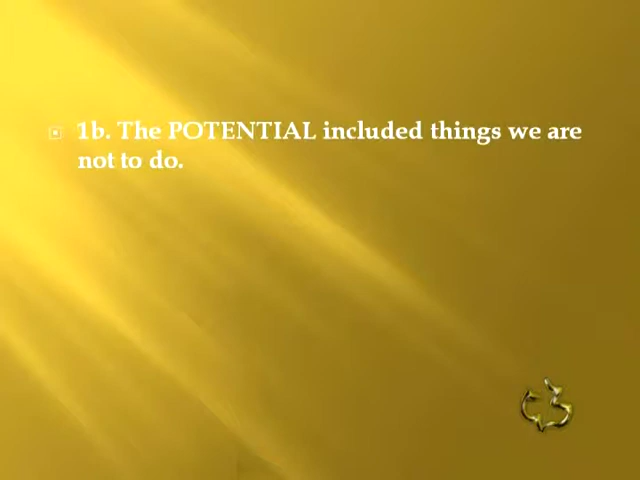 1b. The POTENTIAL included things we are
not to do.